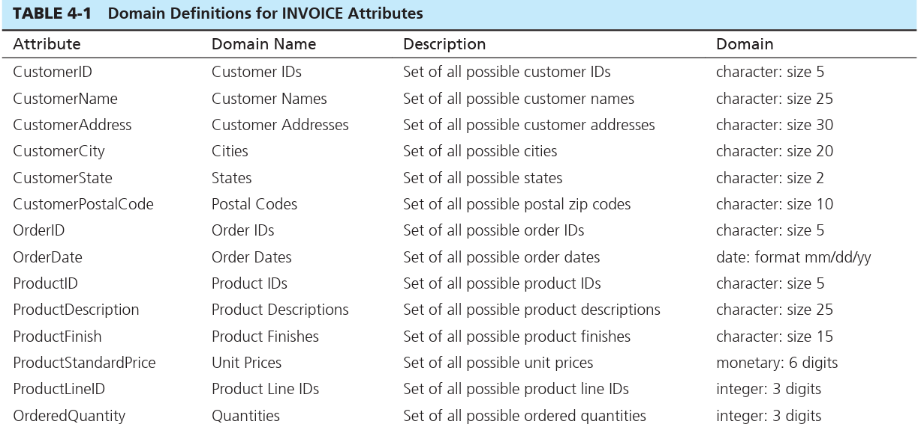 TABLE 4-1 Domain Definitions for INVOICE Attributes
Attribute Domain Name Description Domain
CustomerID Customer IDs Set of all possible customer IDs character: size 5
CustomerName Customer Names Set of all possible customer names character: size 25
CustomerAddress Customer Addresses Set of all possible customer addresses character: size 30
CustomerCity Cities Set of all possible cities character: size 20
CustomerState States Set of all possible states character: size 2
CustomerPostalCode Postal Codes Set of all possible postal zip codes character: size 10
OrderID Order IDs Set of all possible order IDs character: size 5
OrderDate Order Dates Set of all possible order dates date: format mm/dd/yy
ProductID Product IDs Set of all possible product IDs character: size 5
ProductDescription Product Descriptions Set of all possible product descriptions character: size 25
ProductFinish Product Finishes Set of all possible product finishes character: size 15
ProductStandardPrice Unit Prices Set of all possible unit prices monetary: 6 digits
ProductLineID Product Line IDs Set of all possible product line IDs integer: 3 digits
OrderedQuantity Quantities Set of all possible ordered quantities integer: 3 digits